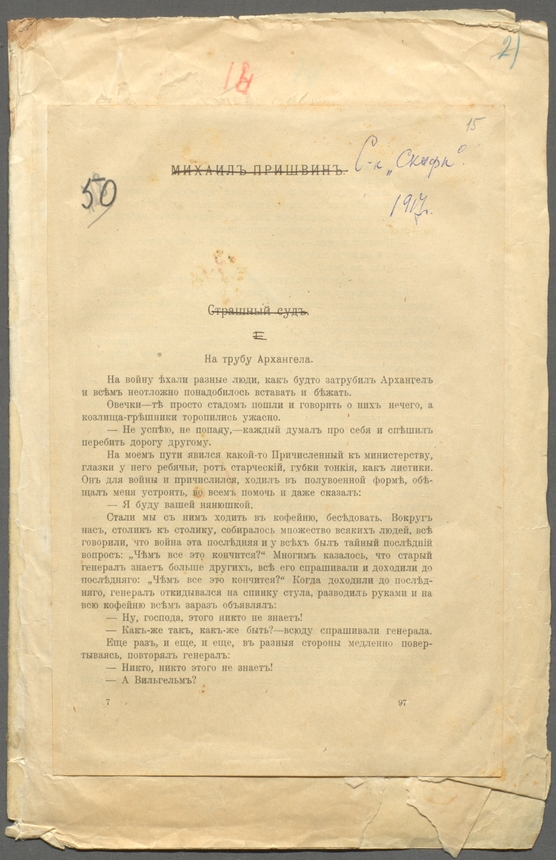 2)
15
МИХАИЛЪ ПРИШВИНЪ.
С-к „Скифы“.
50
1917г.
Страшный судъ.
I
На трубу Архангела.
На войну ѣхали разные люди, какъ будто затрубилъ Архангелъ
и всѣмъ неотложно понадобилось вставать и бѣжать.
Овечки—тѣ просто стадомъ пошли и говорить о нихъ нечего, а
козлища-грѣшники торопились ужасно.
— Не успѣю, не попаду,—каждый думалъ про себя и спѣшилъ
перебить дорогу другому.
На моемъ пути явился какой-то Причисленный къ министерству,
глазки у него ребячьи, ротъ старческій, губки тонкія, какъ листики.
Онъ для войны и причислился, ходилъ въ полувоенной формѣ, обѣ-
щалъ меня устроить, во всемъ помочь и даже сказалъ:
— Я буду вашей нянюшкой.
Стали мы съ нимъ ходить въ кофейню, бесѣдовать. Вокругъ
насъ, столикъ къ столику, собиралось множество всякихъ людей, всѣ
говорили, что война эта послѣдняя и у всѣхъ былъ тайный послѣдній
вопросъ: „Чѣмъ все это кончится?“ Многимъ казалось, что старый
генералъ знаетъ больше другихъ, всѣ его спрашивали и доходили до
послѣдняго: „Чѣмъ все это кончится?“ Когда доходили до послѣд-
няго, генералъ откидывался на спинку стула, разводилъ руками и на
всю кофейню всѣмъ заразъ объявлялъ:
— Ну, господа, этого никто не знаетъ!
— Какъ-же такъ, какъ-же быть?—всюду спрашивали генерала.
Еще разъ, и еще, и еще, въ разныя стороны медленно повер-
тываясь, повторялъ генералъ:
— Никто, никто этого не знаетъ!
— А Вильгельмъ?
7
97